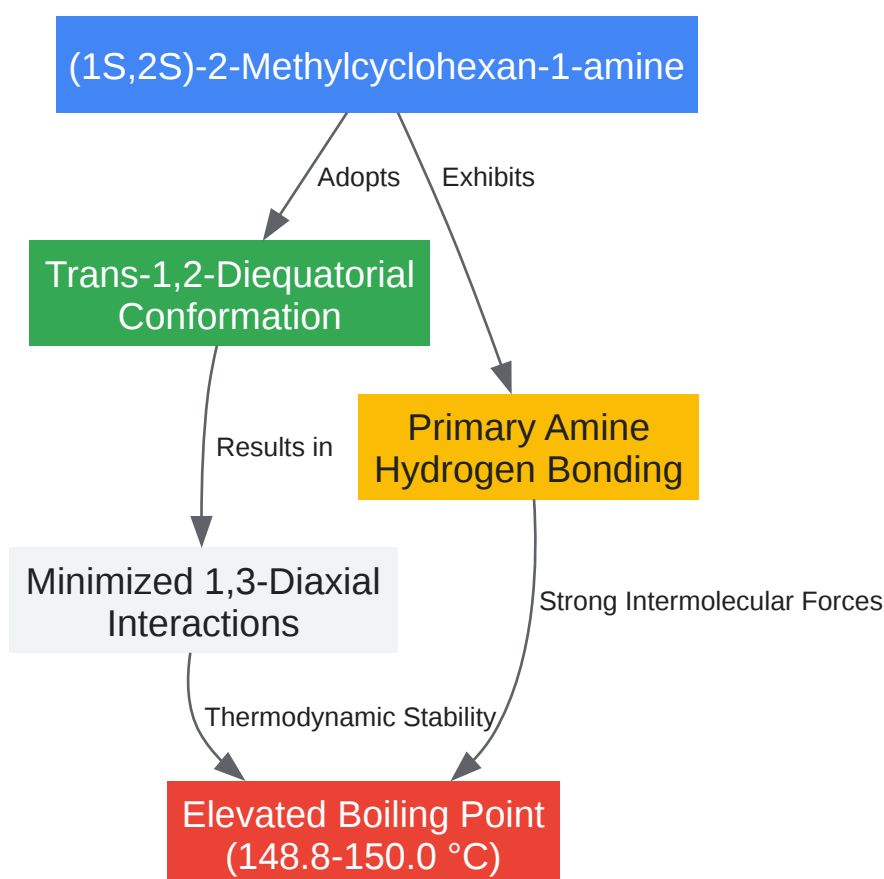 (1S,2S)-2-Methylcyclohexan-1-amine
Adopts
Exhibits
Trans-1,2-Diequatorial
Conformation
Primary Amine
Hydrogen Bonding
Results in
Minimized 1,3-Diaxial
Interactions
Strong Intermolecular Forces
Thermodynamic Stability
Elevated Boiling Point
(148.8-150.0 °C)